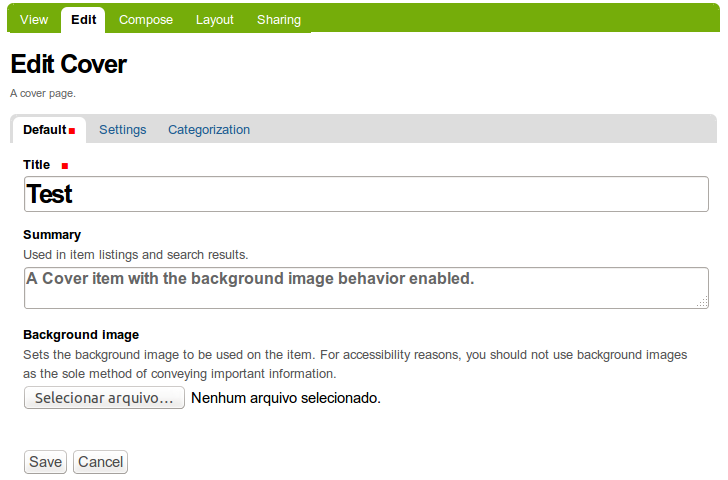 View Edit Compose Layout Sharing
Edit Cover
A cover page.
Default Settings Categorization
Title
Test
Summary
Used in item listings and search results.
A Cover item with the background image behavior enabled.
Background image
Sets the background image to be used on the item. For accessibility reasons, you should not use background images
as the sole method of conveying important information.
Selecionar arquivo... Nenhum arquivo selecionado.
Save Cancel